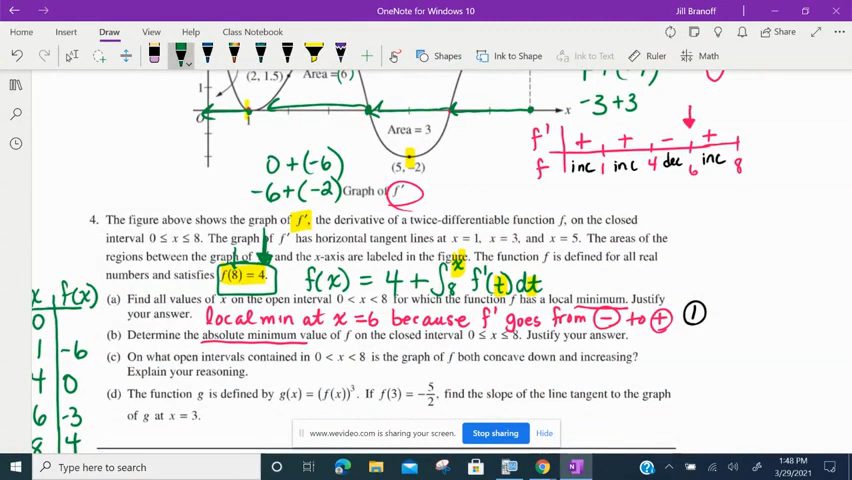 OneNote for Windows 10
Jill Branoff
Home Insert Draw View Help Class Notebook
Share
Shapes Ink to Shape Ink to Text Ruler Math
(2, 1.5) Area = (6)
1
-3+3
0 x
f' + + - +
f inc 1 inc 4 dec 6 inc 8
Area = 3
0+(-6) (5, -2)
-6+(-2) Graph of f'
4. The figure above shows the graph of f', the derivative of a twice-differentiable function f, on the closed
interval 0 ≤ x ≤ 8. The graph of f' has horizontal tangent lines at x = 1, x = 3, and x = 5. The areas of the
regions between the graph of f' and the x-axis are labeled in the figure. The function f is defined for all real
numbers and satisfies f(8) = 4. f(x) = 4 + ∫₈ˣ f'(t)dt
(a) Find all values of x on the open interval 0 < x < 8 for which the function f has a local minimum. Justify
your answer. local min at x=6 because f' goes from - to + 1
(b) Determine the absolute minimum value of f on the closed interval 0 ≤ x ≤ 8. Justify your answer.
(c) On what open intervals contained in 0 < x < 8 is the graph of f both concave down and increasing?
Explain your reasoning.
(d) The function g is defined by g(x) = (f(x))³. If f(3) = -5/2, find the slope of the line tangent to the graph
of g at x = 3.
x f(x)
0
1 -6
4 0
6 -3
8 4
www.wevideo.com is sharing your screen. Stop sharing Hide
Type here to search
1:48 PM
3/29/2021